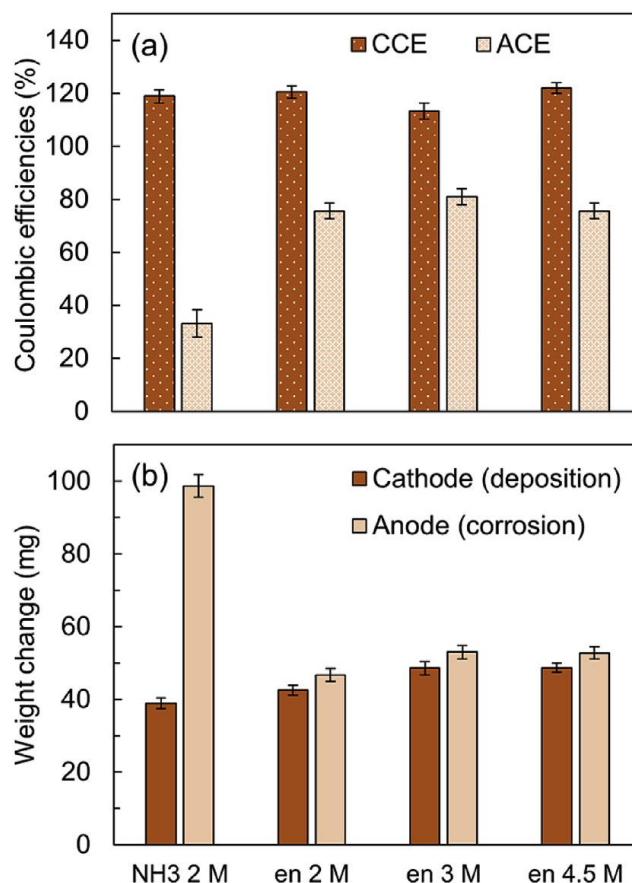 (a) CCE ACE
Coulombic efficiencies (%)
140
120
100
80
60
40
20
0
(b) Cathode (deposition)
Anode (corrosion)
Weight change (mg)
100
80
60
40
20
0
NH3 2 M en 2 M en 3 M en 4.5 M